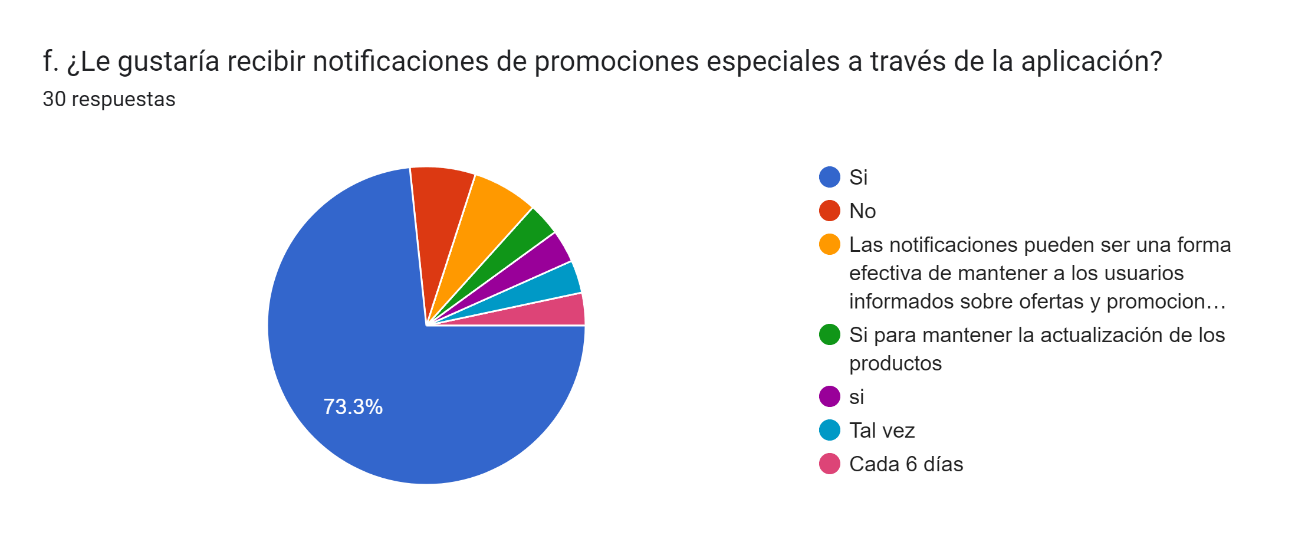 f. ¿Le gustaría recibir notificaciones de promociones especiales a través de la aplicación?
30 respuestas
73.3%
Si
No
Las notificaciones pueden ser una forma
efectiva de mantener a los usuarios
informados sobre ofertas y promocion…
Si para mantener la actualización de los
productos
si
Tal vez
Cada 6 días